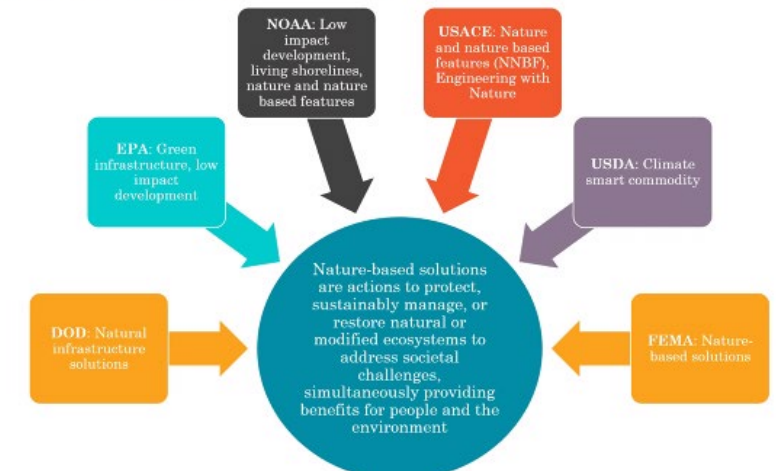 NOAA: Low
impact
development,
living shorelines,
nature and nature
based features
USACE: Nature
and nature based
features (NNBF),
Engineering with
Nature
EPA: Green
infrastructure, low
impact
development
USDA: Climate
smart commodity
DOD: Natural
infrastructure
solutions
Nature-based solutions
are actions to protect,
sustainably manage, or
restore natural or
modified ecosystems to
address societal
challenges,
simultaneously providing
benefits for people and the
environment
FEMA: Nature-
based solutions